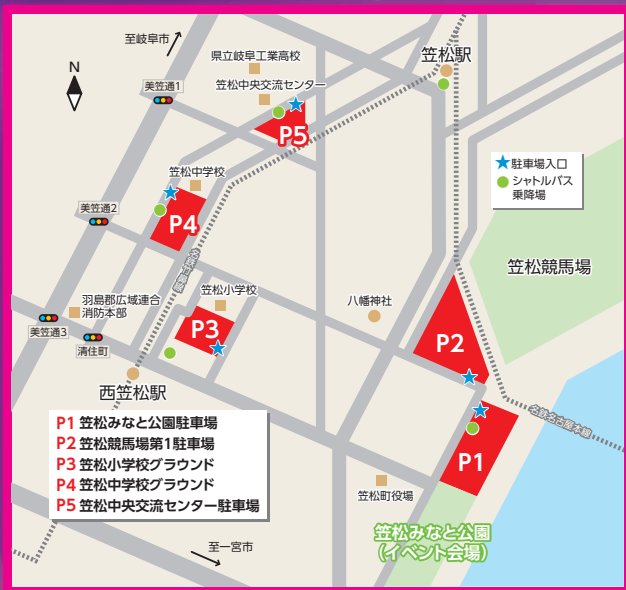 至岐阜市
県立岐阜工業高校
笠松駅
N
美笠通1
笠松中央交流センター
P5
駐車場入口
シャトルバス
乗降場
笠松中学校
美笠通2
P4
笠松競馬場
羽島郡広域連合
消防本部
笠松小学校
八幡神社
美笠通3
P3
P2
清住町
西笠松駅
名鉄名古屋本線
P1 笠松みなと公園駐車場
P2 笠松競馬場第1駐車場
P3 笠松小学校グラウンド
P4 笠松中学校グラウンド
P5 笠松中央交流センター駐車場
P1
笠松町役場
笠松みなと公園
(イベント会場)
至一宮市